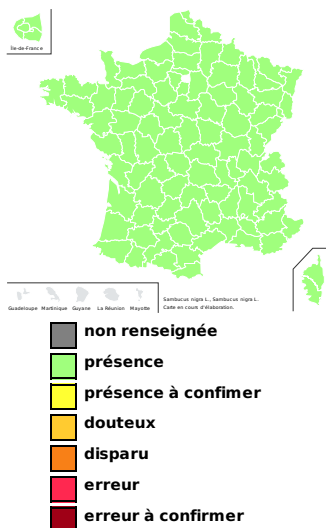 Île-de-France
Guadeloupe Martinique Guyane La Réunion Mayotte
Sambucus nigra L., Sambucus nigra L.
Carte en cours d'élaboration.
non renseignée
présence
présence à confimer
douteux
disparu
erreur
erreur à confirmer